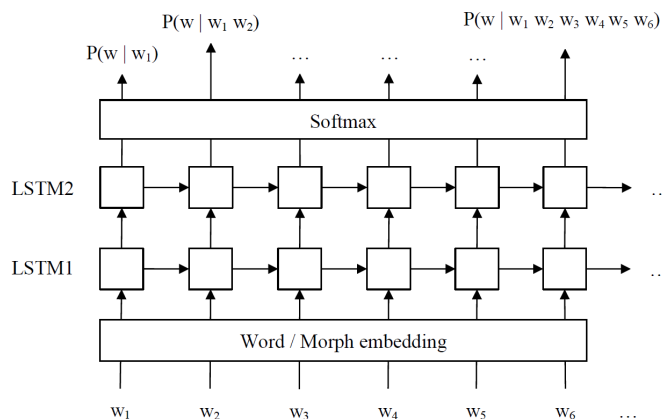 P(w | w₁ w₂)
P(w | w₁ w₂ w₃ w₄ w₅ w₆)
P(w | w₁)
... ... ...
Softmax
LSTM2
...
LSTM1
...
Word / Morph embedding
w₁ w₂ w₃ w₄ w₅ w₆ ...